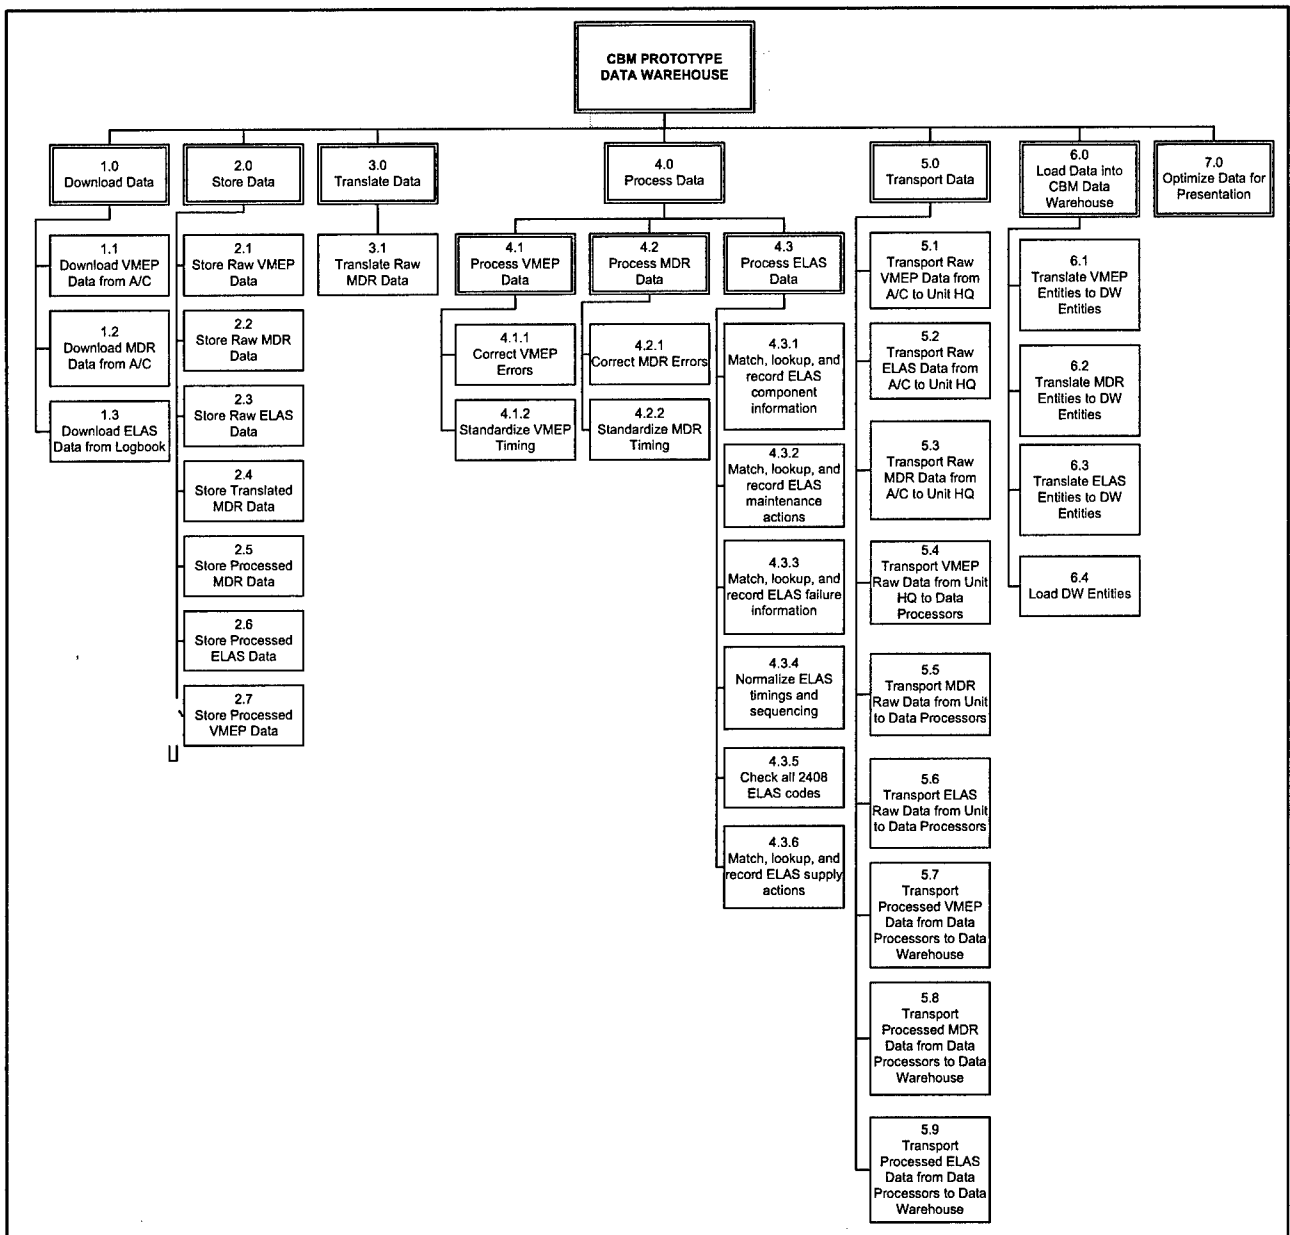 CBM PROTOTYPE
DATA WAREHOUSE
1.0
Download Data
2.0
Store Data
3.0
Translate Data
4.0
Process Data
5.0
Transport Data
6.0
Load Data into
CBM Data
Warehouse
7.0
Optimize Data for
Presentation
1.1
Download VMEP
Data from A/C
1.2
Download MDR
Data from A/C
1.3
Download ELAS
Data from Logbook
2.1
Store Raw VMEP
Data
2.2
Store Raw MDR
Data
2.3
Store Raw ELAS
Data
2.4
Store Translated
MDR Data
2.5
Store Processed
MDR Data
2.6
Store Processed
ELAS Data
2.7
Store Processed
VMEP Data
3.1
Translate Raw
MDR Data
4.1
Process VMEP
Data
4.1.1
Correct VMEP
Errors
4.1.2
Standardize VMEP
Timing
4.2
Process MDR
Data
4.2.1
Correct MDR Errors
4.2.2
Standardize MDR
Timing
4.3
Process ELAS
Data
4.3.1
Match, lookup, and
record ELAS
component
information
4.3.2
Match, lookup, and
record ELAS
maintenance
actions
4.3.3
Match, lookup, and
record ELAS failure
information
4.3.4
Normalize ELAS
timings and
sequencing
4.3.5
Check all 2408
ELAS codes
4.3.6
Match, lookup, and
record ELAS supply
actions
5.1
Transport Raw
VMEP Data from
A/C to Unit HQ
5.2
Transport Raw
ELAS Data from
A/C to Unit HQ
5.3
Transport Raw
MDR Data from
A/C to Unit HQ
5.4
Transport VMEP
Raw Data from Unit
HQ to Data
Processors
5.5
Transport MDR
Raw Data from Unit
to Data Processors
5.6
Transport ELAS
Raw Data from Unit
to Data Processors
5.7
Transport
Processed VMEP
Data from Data
Processors to Data
Warehouse
5.8
Transport
Processed MDR
Data from Data
Processors to Data
Warehouse
5.9
Transport
Processed ELAS
Data from Data
Processors to Data
Warehouse
6.1
Translate VMEP
Entities to DW
Entities
6.2
Translate MDR
Entities to DW
Entities
6.3
Translate ELAS
Entities to DW
Entities
6.4
Load DW Entities